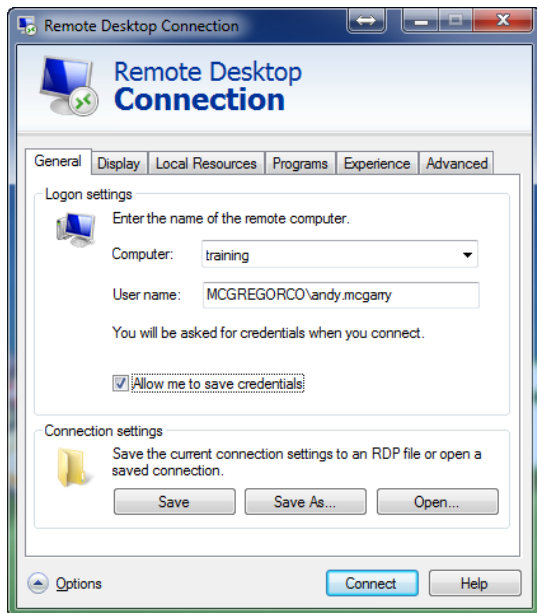 Remote Desktop Connection
Remote Desktop
Connection
General Display Local Resources Programs Experience Advanced
Logon settings
Enter the name of the remote computer.
Computer: training
User name: MCGREGORCO\andy.mcgarry
You will be asked for credentials when you connect.
Allow me to save credentials
Connection settings
Save the current connection settings to an RDP file or open a
saved connection.
Save Save As... Open...
Options Connect Help